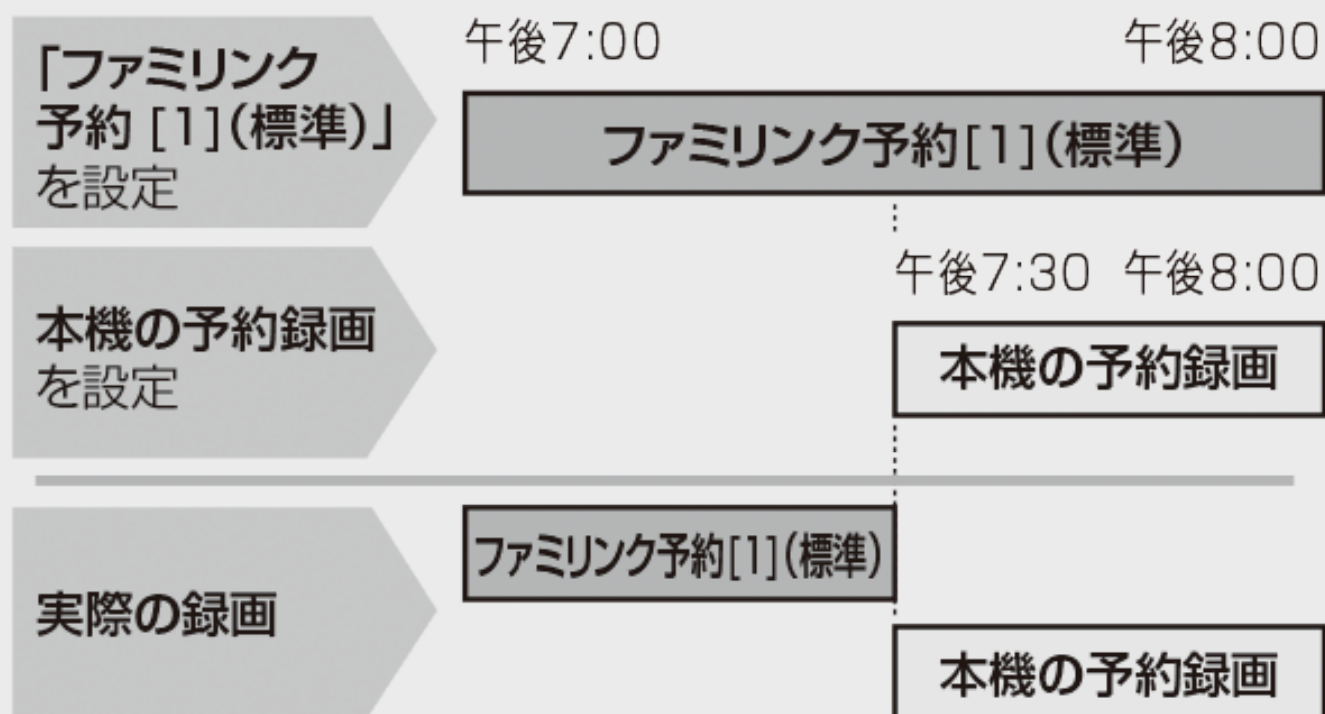 午後7:00 午後8:00
「ファミリンク
予約 [1](標準)」
を設定
ファミリンク予約[1](標準)
午後7:30 午後8:00
本機の予約録画
を設定
本機の予約録画
ファミリンク予約[1](標準)
実際の録画
本機の予約録画